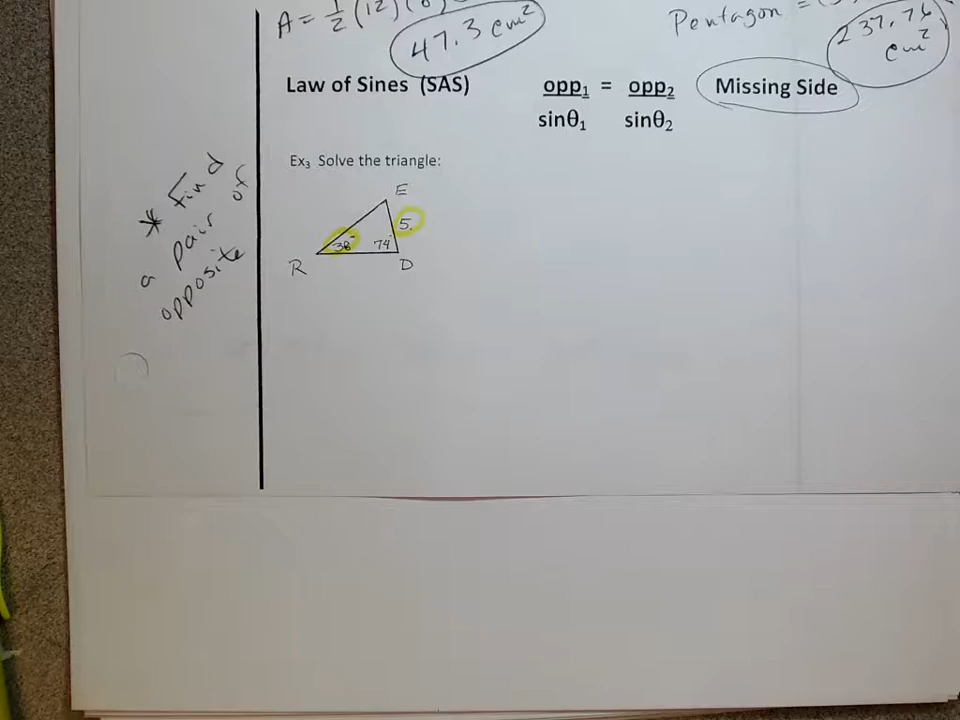 A = 1/2 (12)
47.3 cm²
Pentagon =
237.76
cm²
Law of Sines (SAS)
opp₁ = opp₂
sinθ₁ sinθ₂
Missing Side
Ex₃ Solve the triangle:
E
5.
38°
74°
R
D
* Find
a pair of
opposite